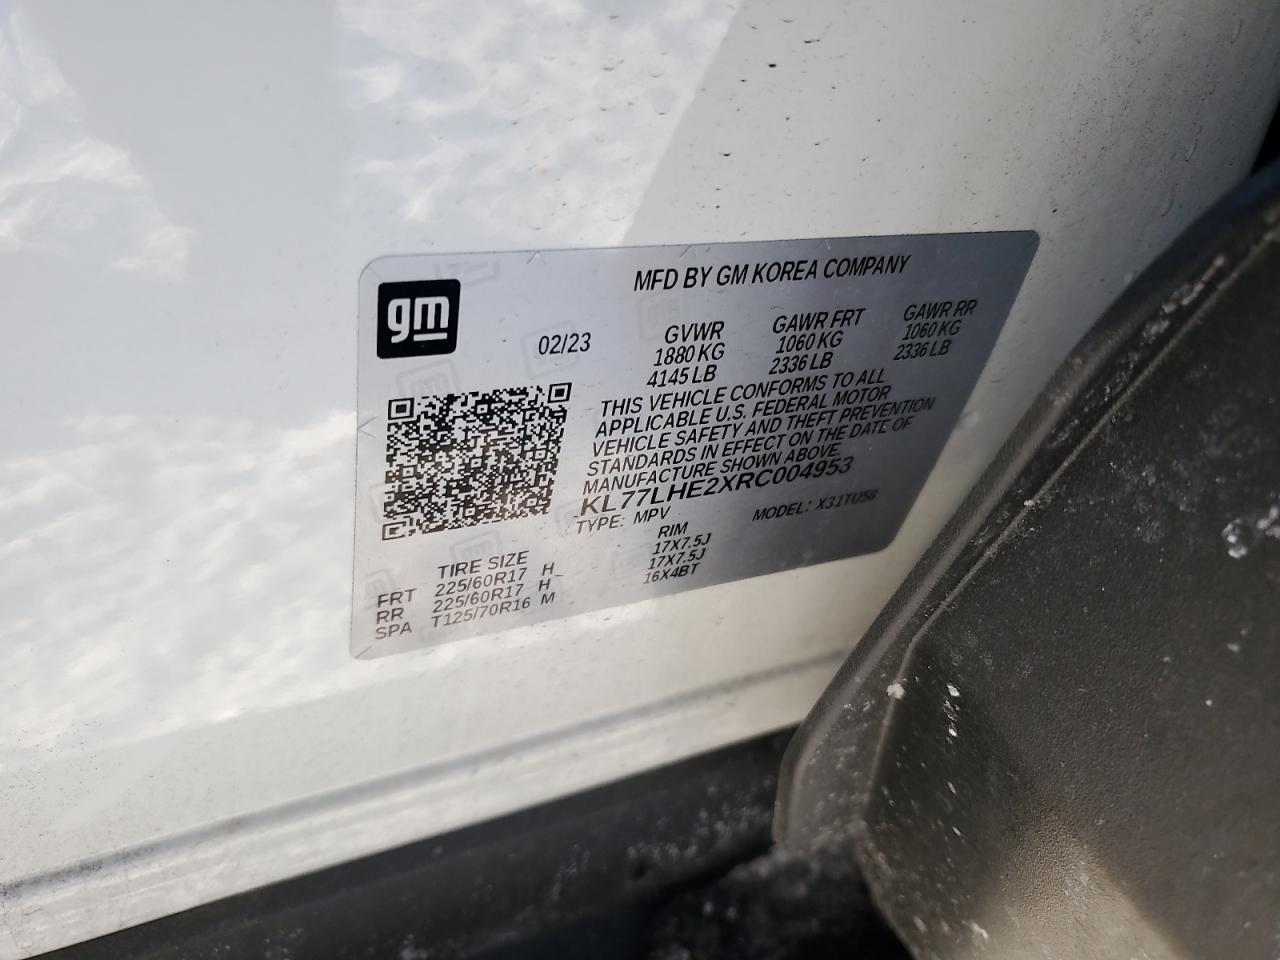 gm
MFD BY GM KOREA COMPANY
02/23
GVWR GAWR FRT GAWR RR
1880 KG 1060 KG 1060 KG
4145 LB 2336 LB 2336 LB
THIS VEHICLE CONFORMS TO ALL
APPLICABLE U.S. FEDERAL MOTOR
VEHICLE SAFETY AND THEFT PREVENTION
STANDARDS IN EFFECT ON THE DATE OF
MANUFACTURE SHOWN ABOVE.
KL77LHE2XRC004953
TYPE: MPV MODEL: X31TU58
TIRE SIZE RIM
FRT 225/60R17 H 17X7.5J
RR 225/60R17 H 17X7.5J
SPA T125/70R16 M 16X4BT